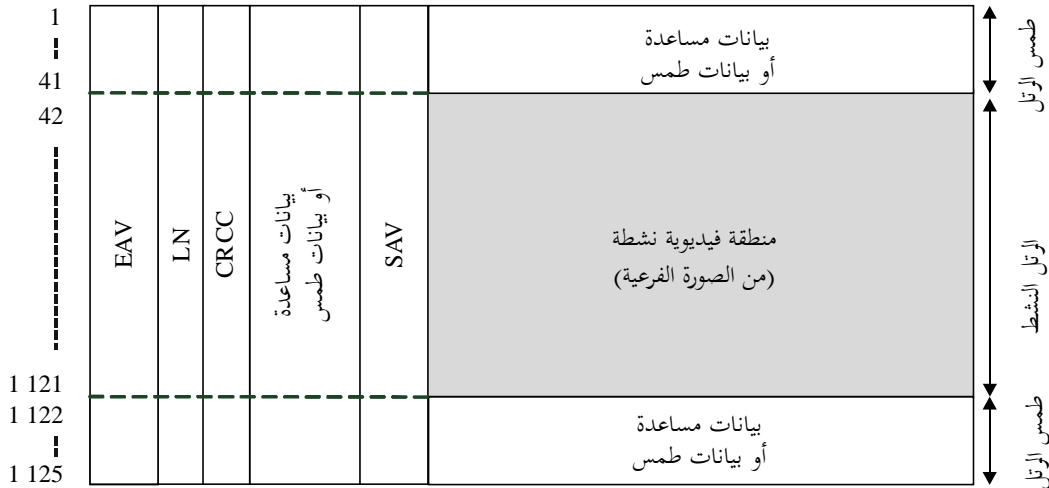 1
41
42
1 121
1 122
1 125
EAV
LN
CRCC
بيانات مساعدة
أو بيانات طمس
SAV
بيانات مساعدة
أو بيانات طمس
منطقة فيديوية نشطة
(من الصورة الفرعية)
بيانات مساعدة
أو بيانات طمس
طمس الرتل
الرتل النشط
طمس الرتل